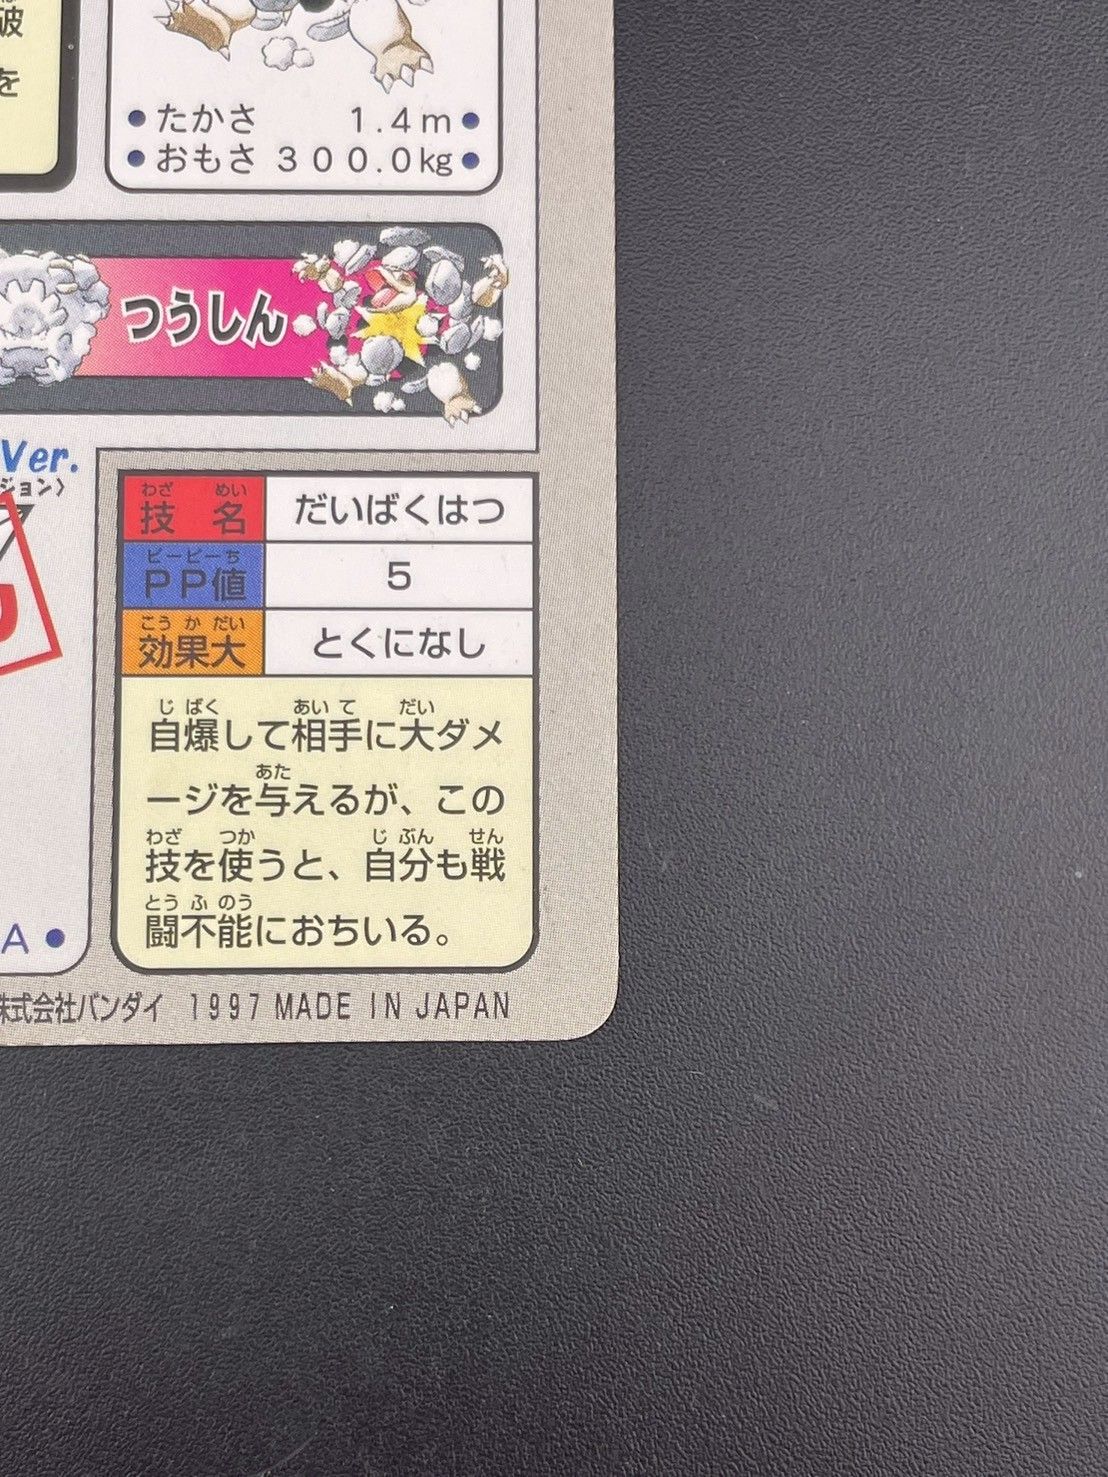 破
を
たかさ 1.4m
おもさ 300.0kg
つうしん
Ver.
ジョン〉
わざ めい
技 名 だいばくはつ
ピーピーち
PP値 5
こうかだい
効果大 とくになし
じばく あいて だい
自爆して相手に大ダメ
あた
ージを与えるが、この
わざ つか じぶん せん
技を使うと、自分も戦
とうふのう
闘不能におちいる。
A
株式会社バンダイ 1997 MADE IN JAPAN